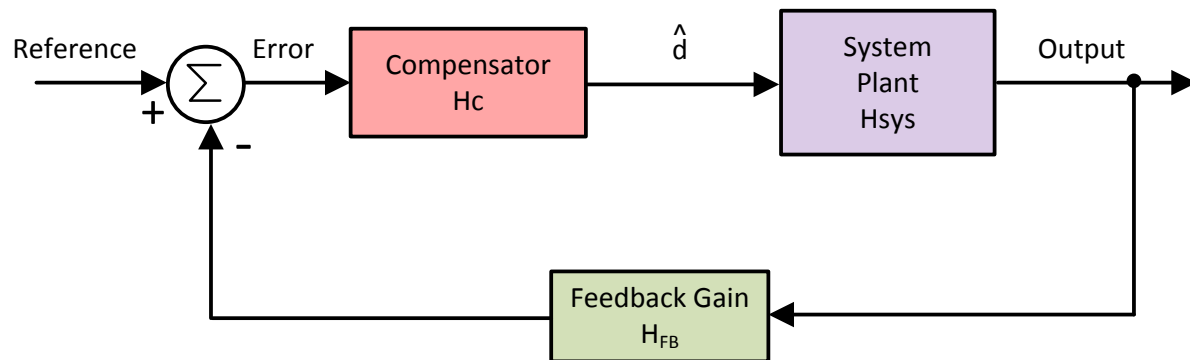 Reference
Error
Compensator
Hc
d̂
System
Plant
Hsys
Output
Σ
+
-
Feedback Gain
H_FB